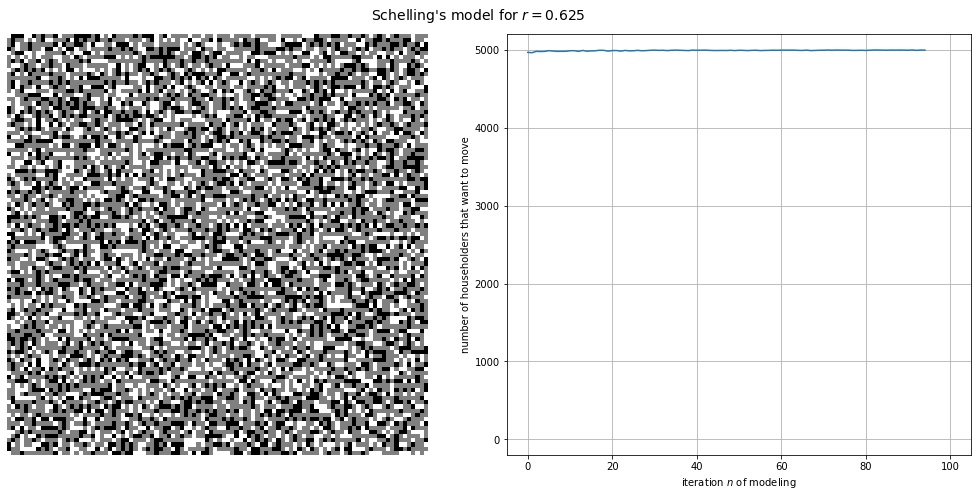 Schelling's model for r = 0.625
number of householders that want to move
5000
4000
3000
2000
1000
0
0 20 40 60 80 100
iteration n of modeling